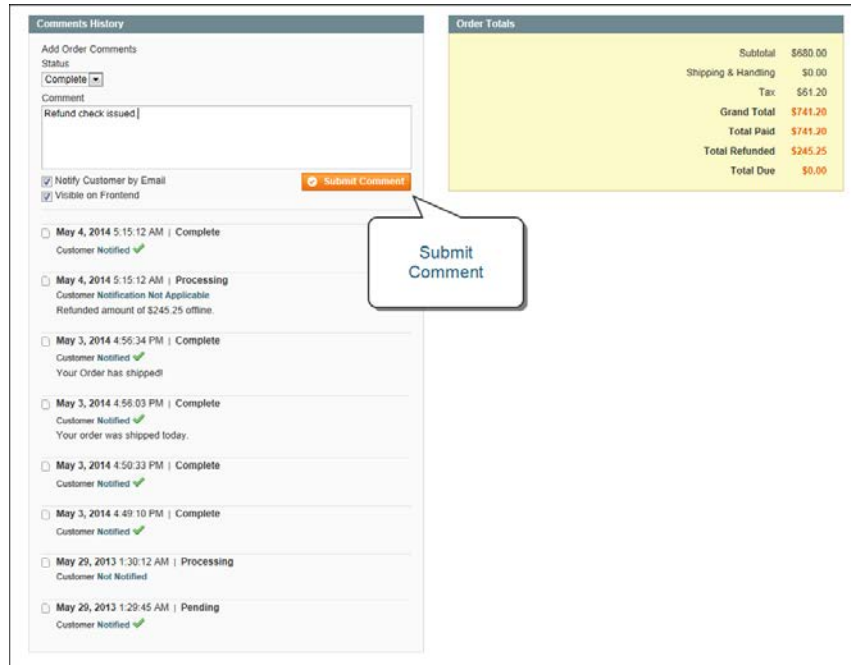 Comments History
Add Order Comments
Status
Complete
Comment
Refund check issued.
Notify Customer by Email
Submit Comment
Visible on Frontend
May 4, 2014 5:15:12 AM | Complete
Customer Notified
May 4, 2014 5:15:12 AM | Processing
Customer Notification Not Applicable
Refunded amount of $245.25 offline.
May 3, 2014 4:56:34 PM | Complete
Customer Notified
Your Order has shipped!
May 3, 2014 4:56:03 PM | Complete
Customer Notified
Your order was shipped today.
May 3, 2014 4:50:33 PM | Complete
Customer Notified
May 3, 2014 4:49:10 PM | Complete
Customer Notified
May 29, 2013 1:30:12 AM | Processing
Customer Not Notified
May 29, 2013 1:29:45 AM | Pending
Customer Notified
Order Totals
Subtotal $680.00
Shipping & Handling $0.00
Tax $61.20
Grand Total $741.20
Total Paid $741.20
Total Refunded $245.25
Total Due $0.00
Submit
Comment